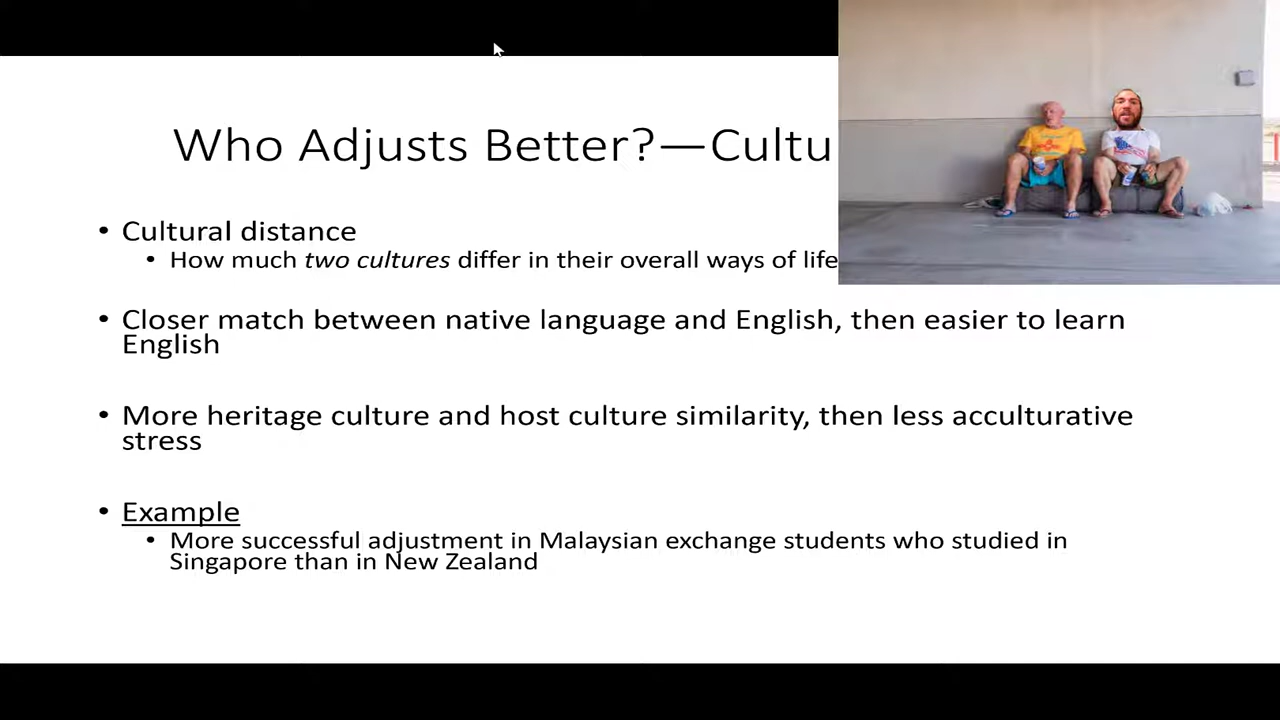 Who Adjusts Better?—Cultu
• Cultural distance
• How much two cultures differ in their overall ways of life
• Closer match between native language and English, then easier to learn
English
• More heritage culture and host culture similarity, then less acculturative
stress
• Example
• More successful adjustment in Malaysian exchange students who studied in
Singapore than in New Zealand